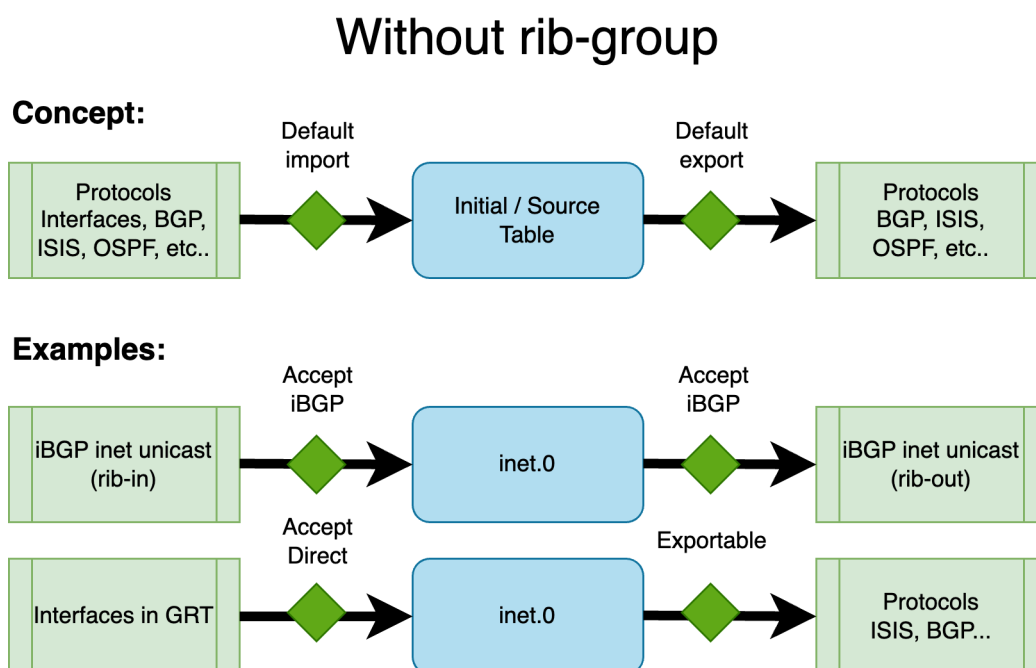 Without rib-group
Concept:
Default
import
Default
export
Protocols
Interfaces, BGP,
ISIS, OSPF, etc..
Initial / Source
Table
Protocols
BGP, ISIS,
OSPF, etc..
Examples:
Accept
iBGP
Accept
iBGP
iBGP inet unicast
(rib-in)
inet.0
iBGP inet unicast
(rib-out)
Accept
Direct
Exportable
Interfaces in GRT
inet.0
Protocols
ISIS, BGP...